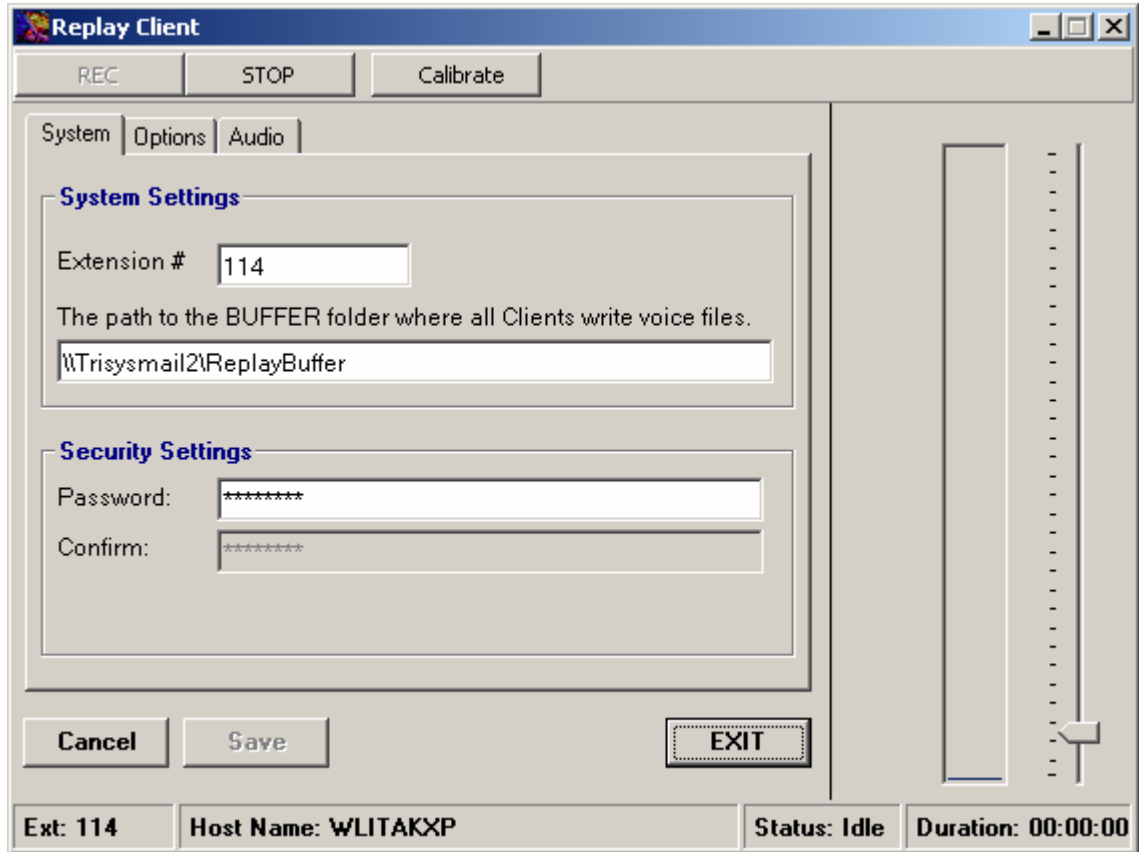 Replay Client
REC STOP Calibrate
System Options Audio
System Settings
Extension # 114
The path to the BUFFER folder where all Clients write voice files.
\\Trisysmail2\ReplayBuffer
Security Settings
Password: ********
Confirm: ********
Cancel Save EXIT
Ext: 114 Host Name: WLITAKXP Status: Idle Duration: 00:00:00